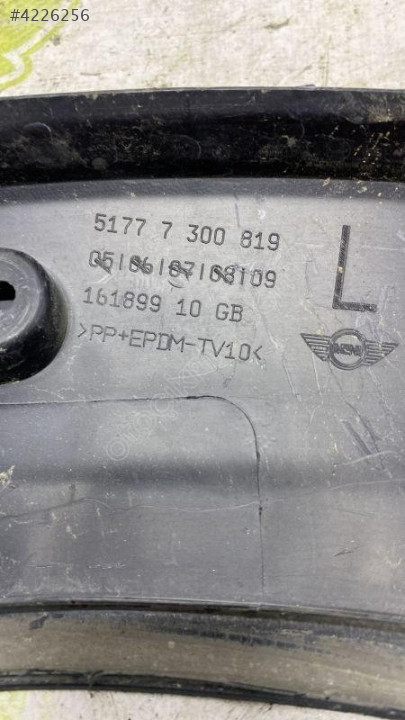 #4226256
5177 7 300 819
05|06|07|08|09
161899 10 GB
>PP+EPDM-TV10<
L
MINI